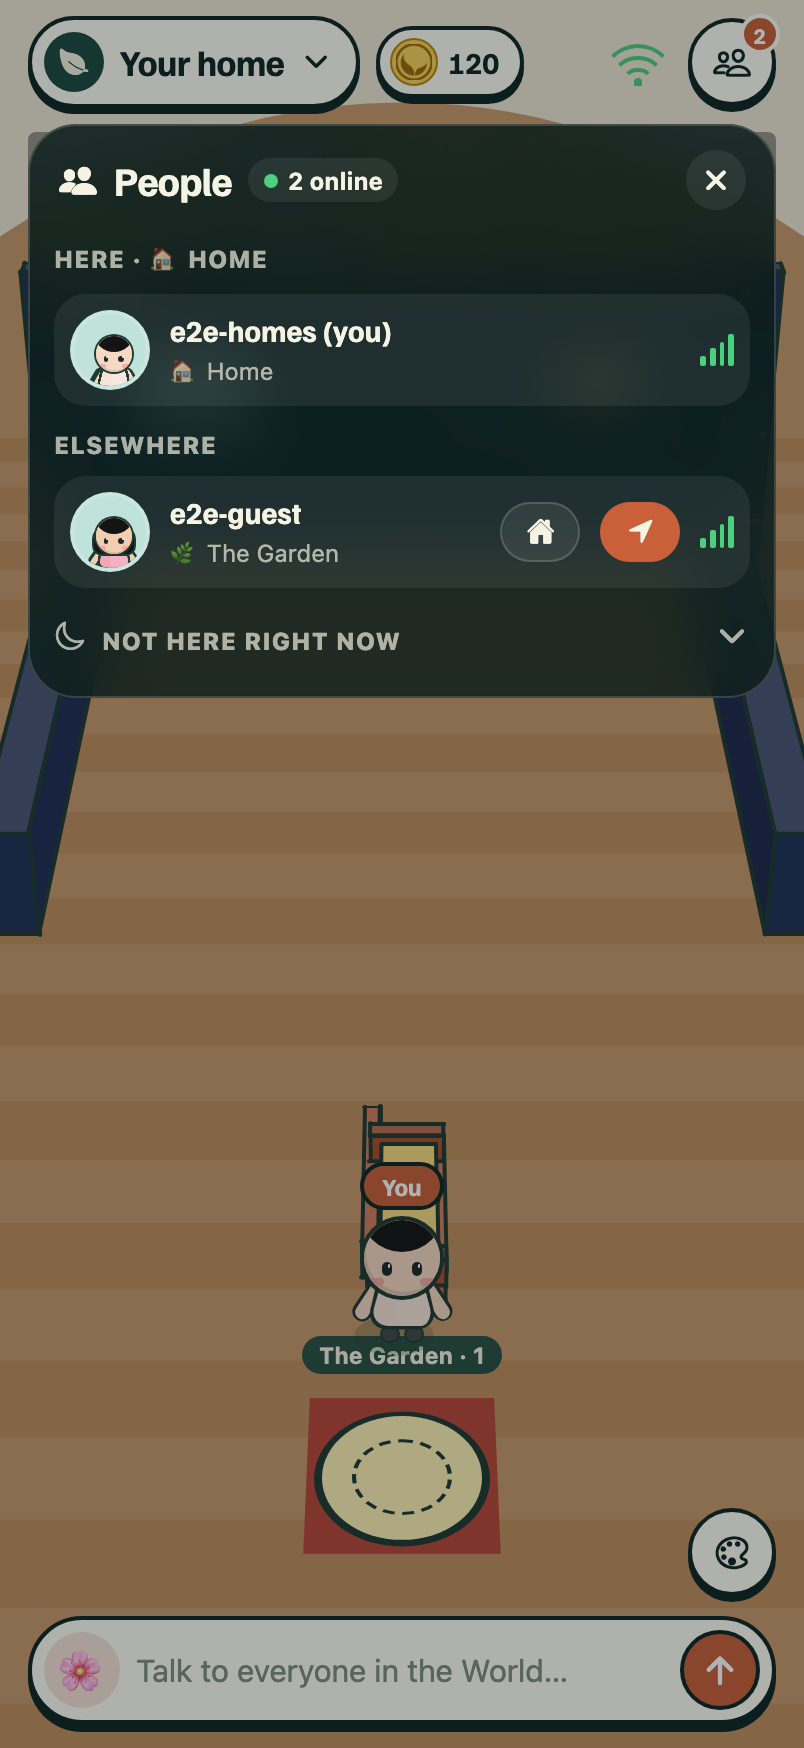 Your home
120
2
People
2 online
HERE · 🏠 HOME
e2e-homes (you)
🏠 Home
ELSEWHERE
e2e-guest
🌿 The Garden
NOT HERE RIGHT NOW
You
The Garden · 1
Talk to everyone in the World...